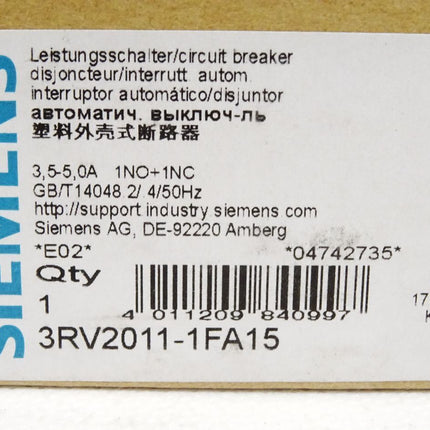 SIEMENS
Leistungsschalter/circuit breaker
disjoncteur/interrutt. autom.
interruptor automático/disjuntor
автоматич. выключ-ль
塑料外壳式断路器
3,5-5,0A 1NO+1NC
GB/T14048.2/.4/50Hz
http://support.industry.siemens.com
Siemens AG, DE-92220 Amberg
*E02* *04742735*
Qty
1
4 011209 840997
17
3RV2011-1FA15